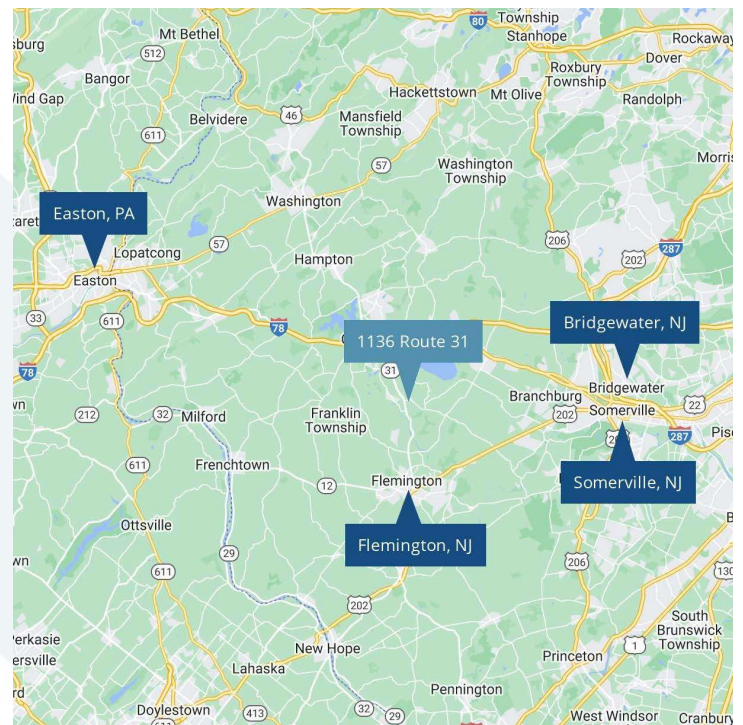 Mt Bethel
80
Township
Stanhope
Rockaway
sburg
512
Bangor
Roxbury
Township
Dover
Wind Gap
Hackettstown
Mt Olive
Randolph
Belvidere
46
Mansfield
Township
611
57
Washington
Township
Morris
Washington
Easton, PA
Lopatcong
57
206
202
287
Hampton
Easton
33
611
78
Bridgewater, NJ
1136 Route 31
78
31
Bridgewater
Branchburg
22
202
Somerville
212
32
Milford
Franklin
Township
287
Frenchtown
Flemington
Somerville, NJ
611
12
Ottsville
Flemington, NJ
29
206
611
130
202
South
Brunswick
Township
1
Perkasie
New Hope
Princeton
Lahaska
Pennington
Doylestown
413
32
29
West Windsor
Cranbury